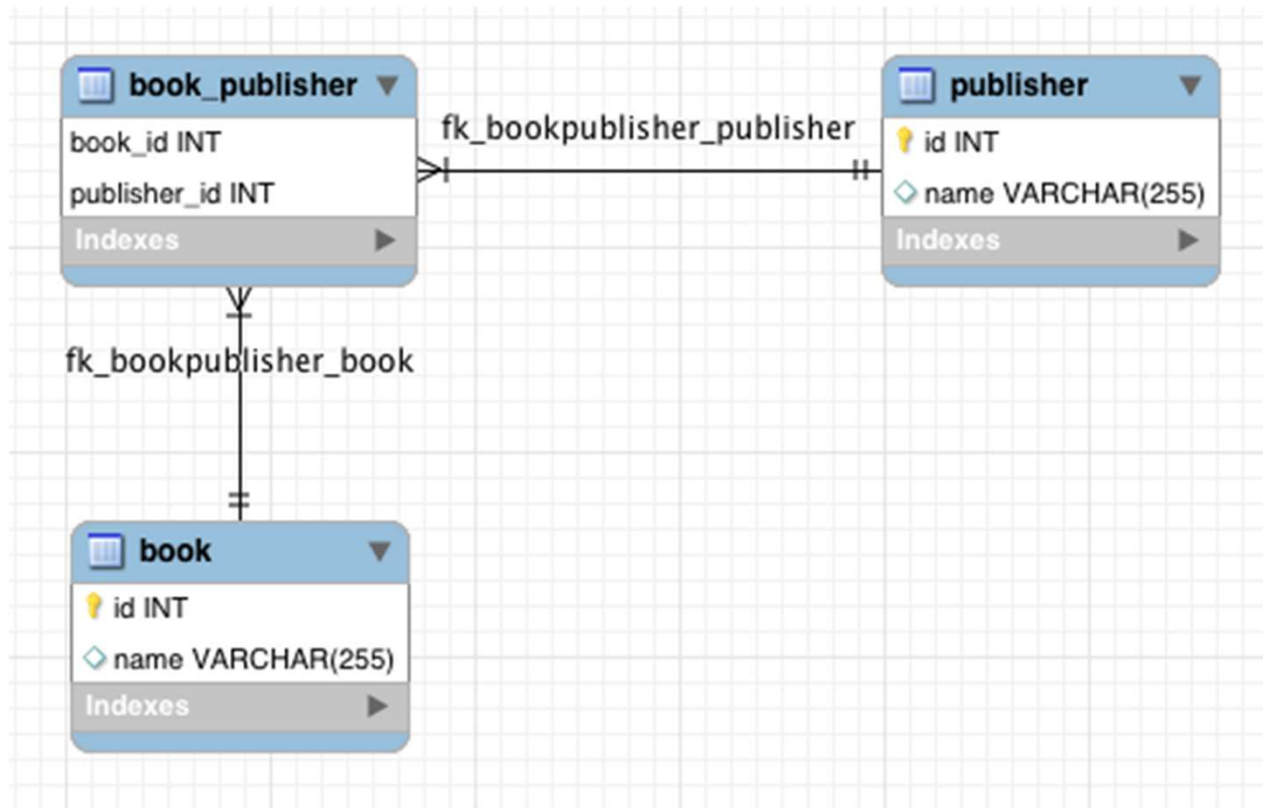 book_publisher
book_id INT
publisher_id INT
Indexes
fk_bookpublisher_publisher
publisher
id INT
name VARCHAR(255)
Indexes
fk_bookpublisher_book
book
id INT
name VARCHAR(255)
Indexes